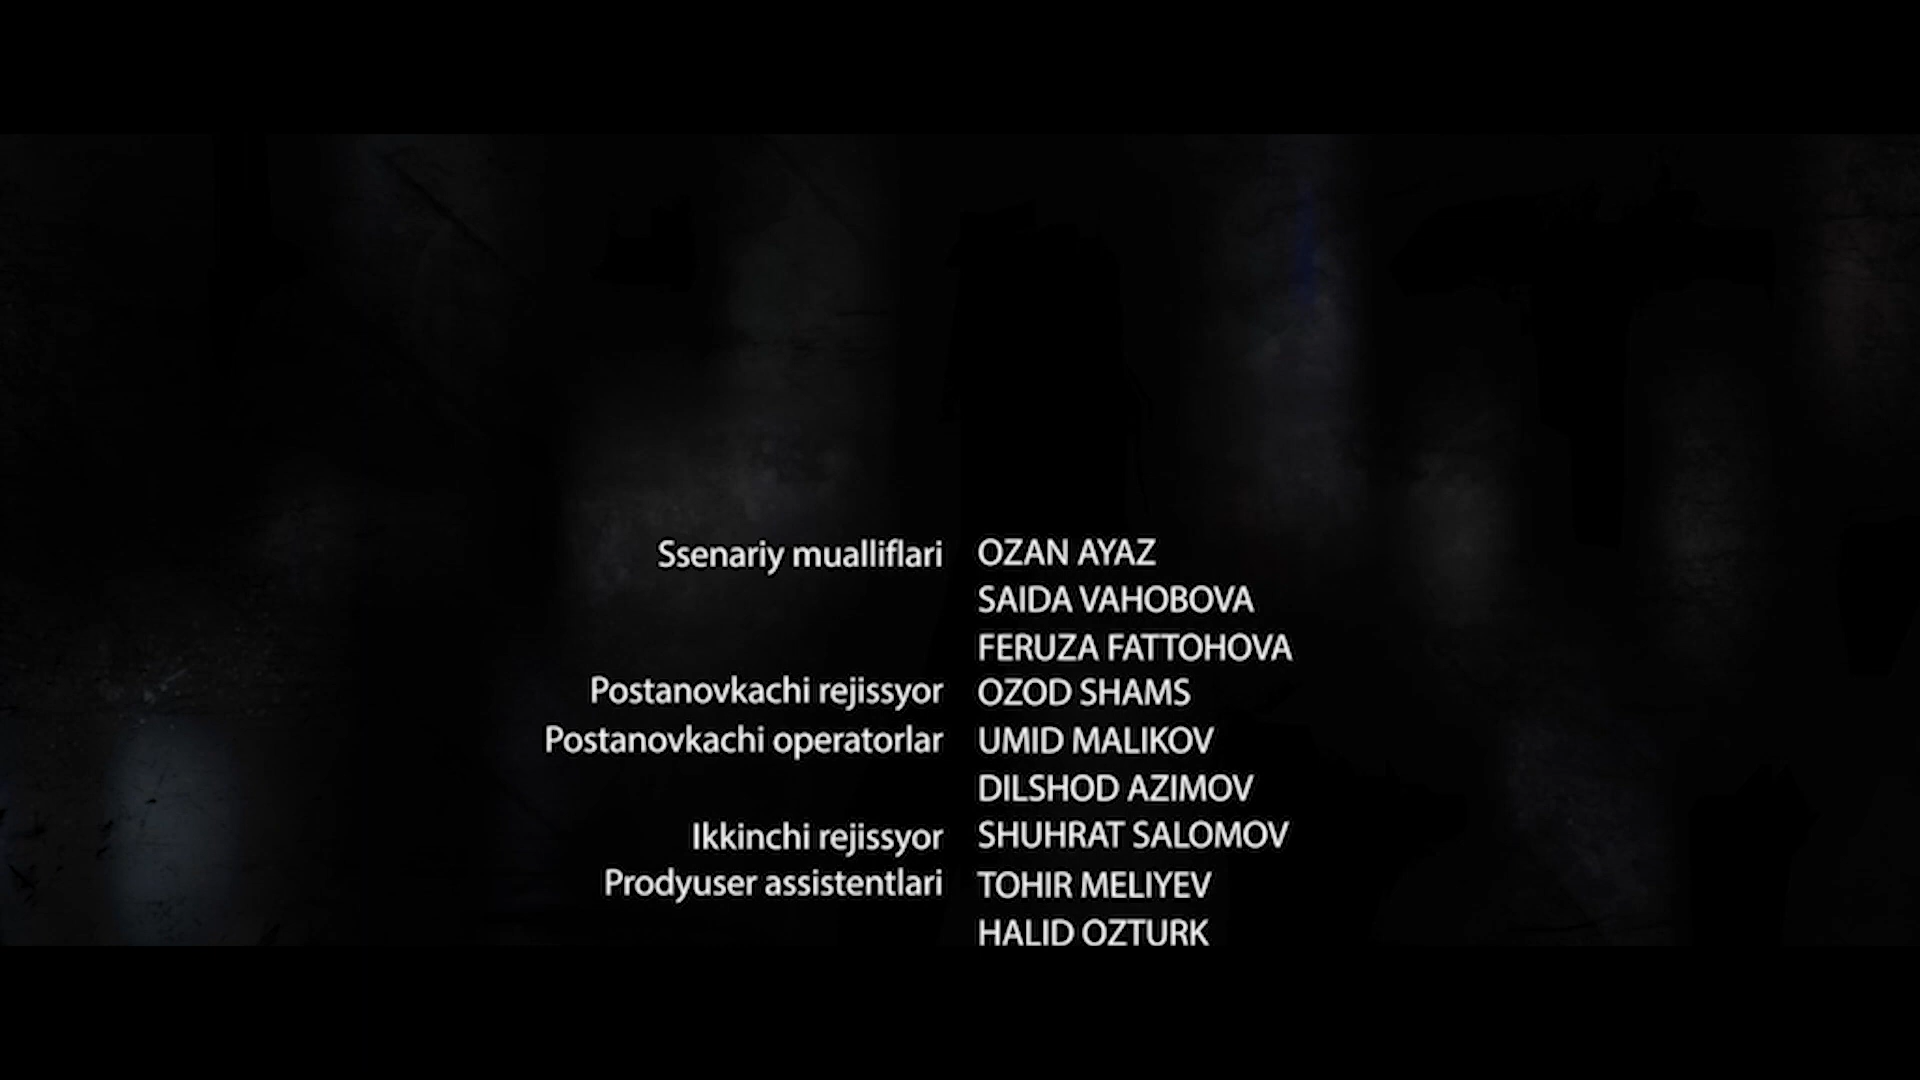 Ssenariy mualliflari OZAN AYAZ
SAIDA VAHOBOVA
FERUZA FATTOHOVA
Postanovkachi rejissyor OZOD SHAMS
Postanovkachi operatorlar UMID MALIKOV
DILSHOD AZIMOV
Ikkinchi rejissyor SHUHRAT SALOMOV
Prodyuser assistentlari TOHIR MELIYEV
HALID OZTURK